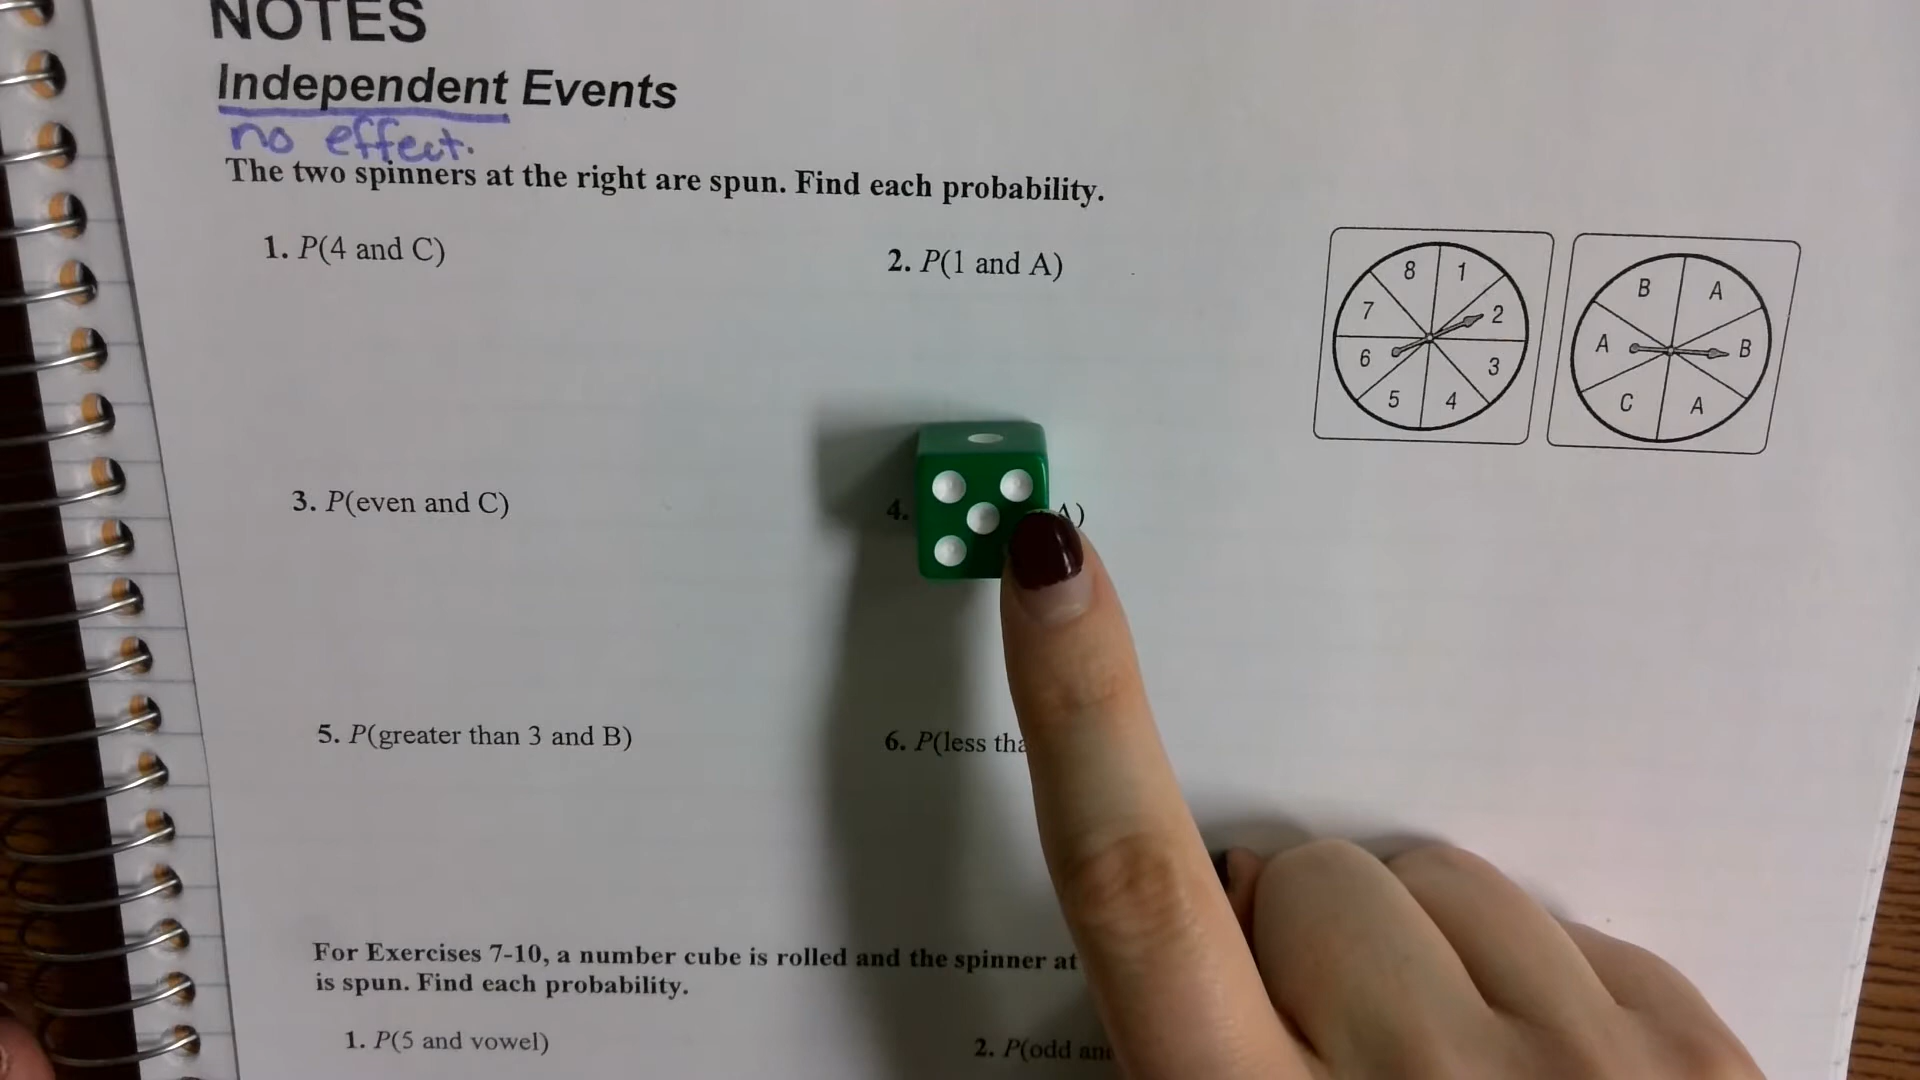 NOTES
Independent Events
no effect.
The two spinners at the right are spun. Find each probability.
1. P(4 and C)
2. P(1 and A)
8 1
7 2
6 3
5 4
B A
A B
C A
3. P(even and C)
4. A)
5. P(greater than 3 and B)
6. P(less
For Exercises 7-10, a number cube is rolled and the spinner at
is spun. Find each probability.
1. P(5 and vowel)
2. P(odd